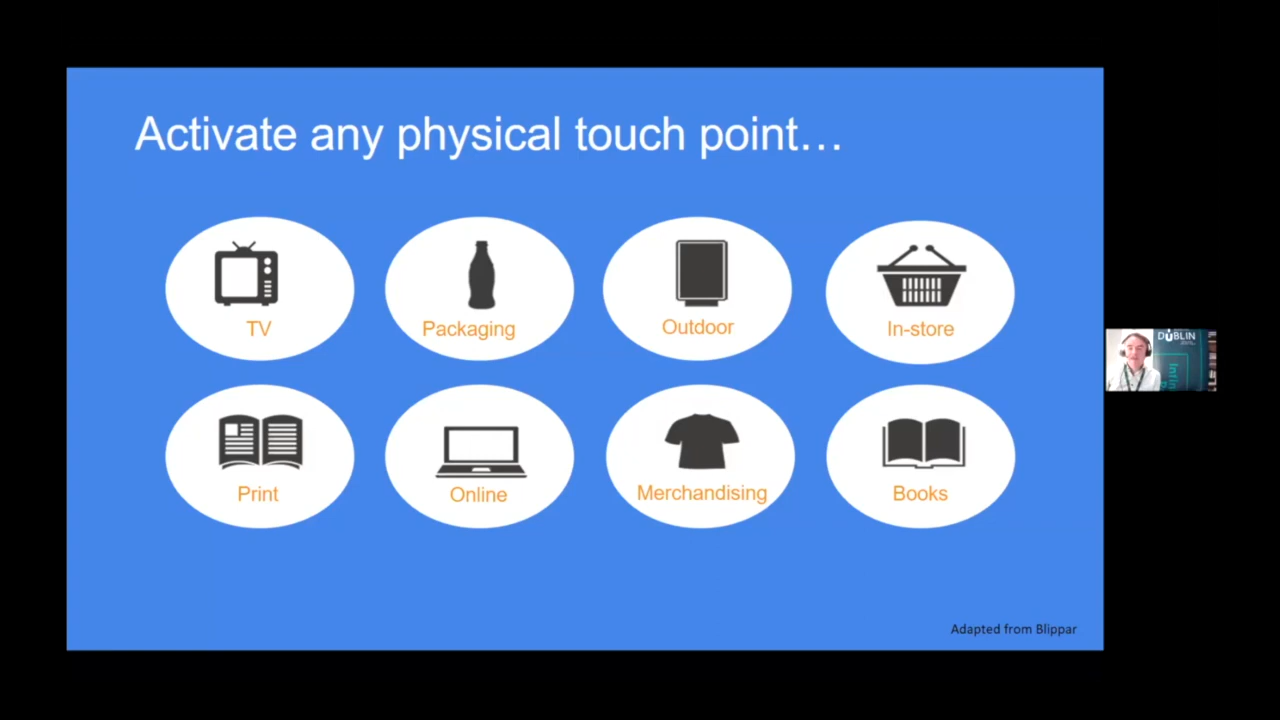 Activate any physical touch point…
TV
Packaging
Outdoor
In-store
Print
Online
Merchandising
Books
Adapted from Blippar
DUBLIN